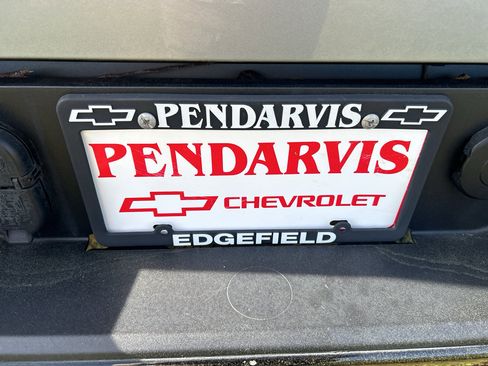 PENDARVIS
PENDARVIS
CHEVROLET
EDGEFIELD